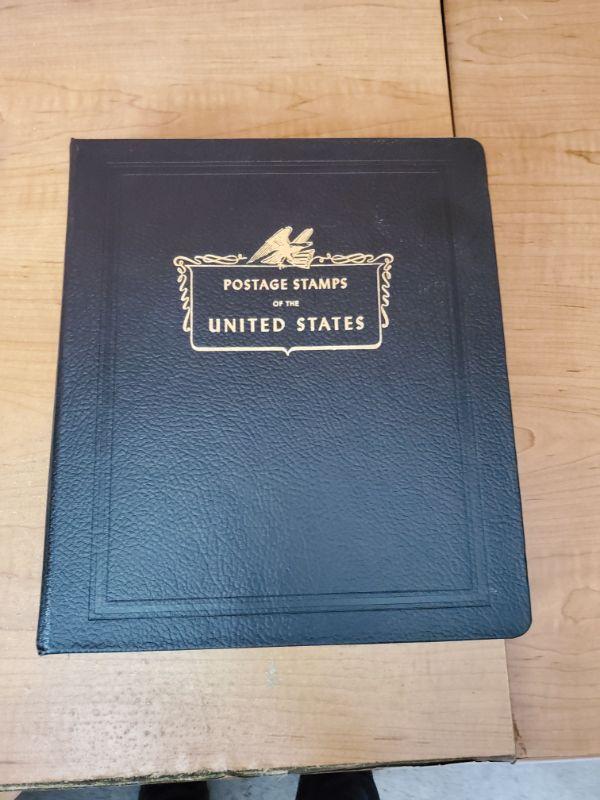 POSTAGE STAMPS
OF THE
UNITED STATES